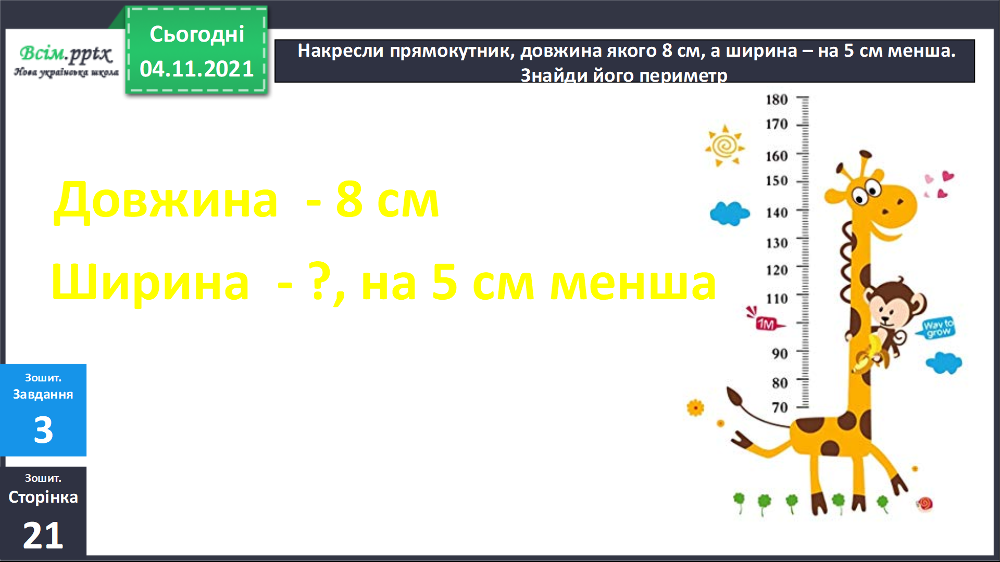 Всім.pptx
Нова українська школа
Сьогодні
04.11.2021
Накресли прямокутник, довжина якого 8 см, а ширина – на 5 см менша.
Знайди його периметр
Довжина - 8 см
Ширина - ?, на 5 см менша
180
170
160
150
140
130
120
110
1M
Way to
grow
90
80
70
Зошит.
Завдання
3
Зошит.
Сторінка
21